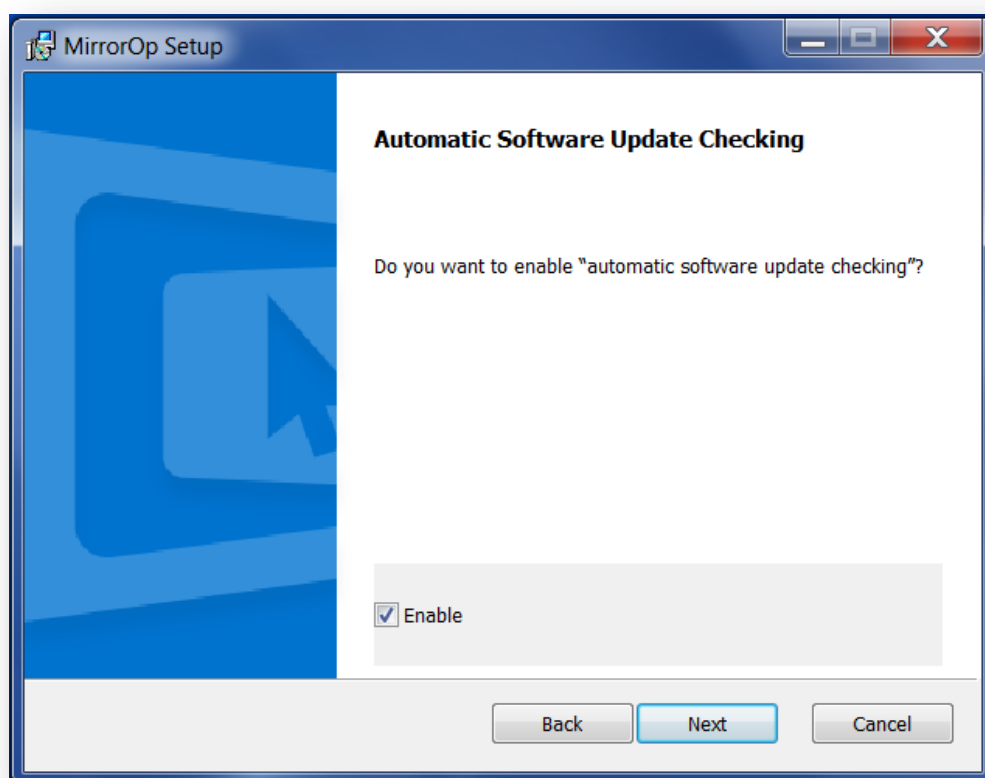 MirrorOp Setup
Automatic Software Update Checking
Do you want to enable “automatic software update checking”?
Enable
Back Next Cancel